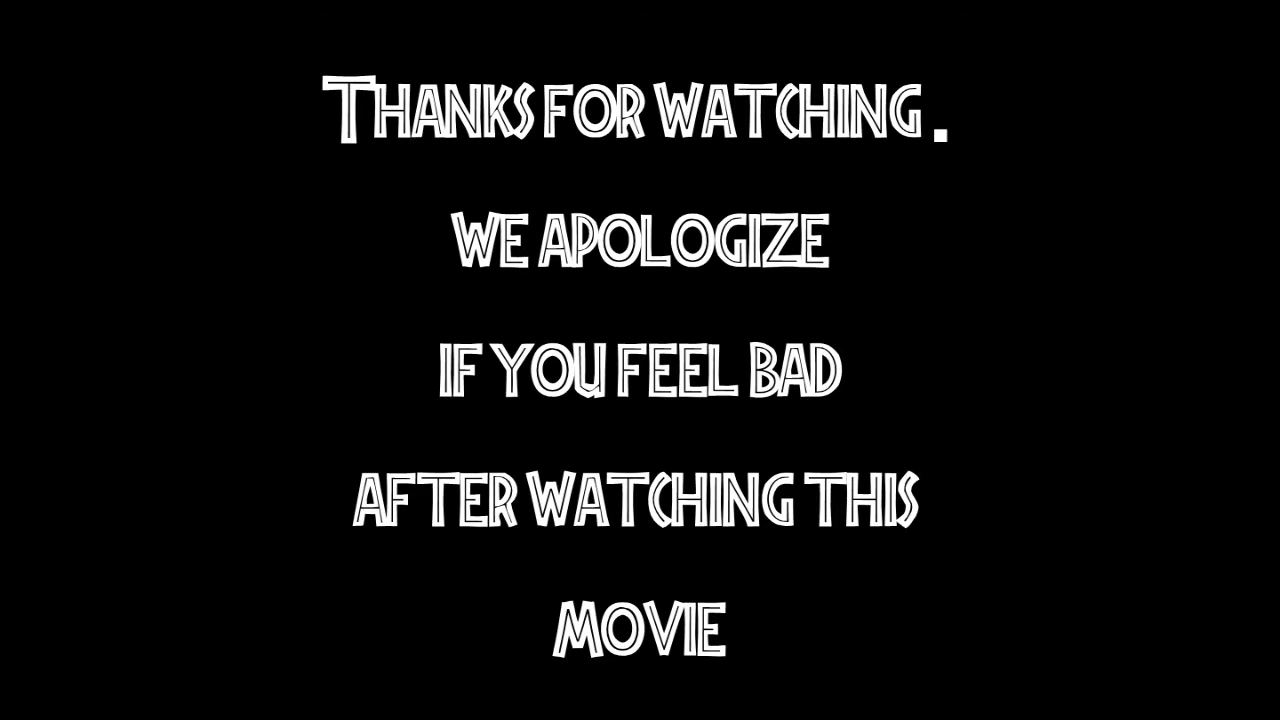 Thanks for watching.
we apologize
if you feel bad
after watching this
movie